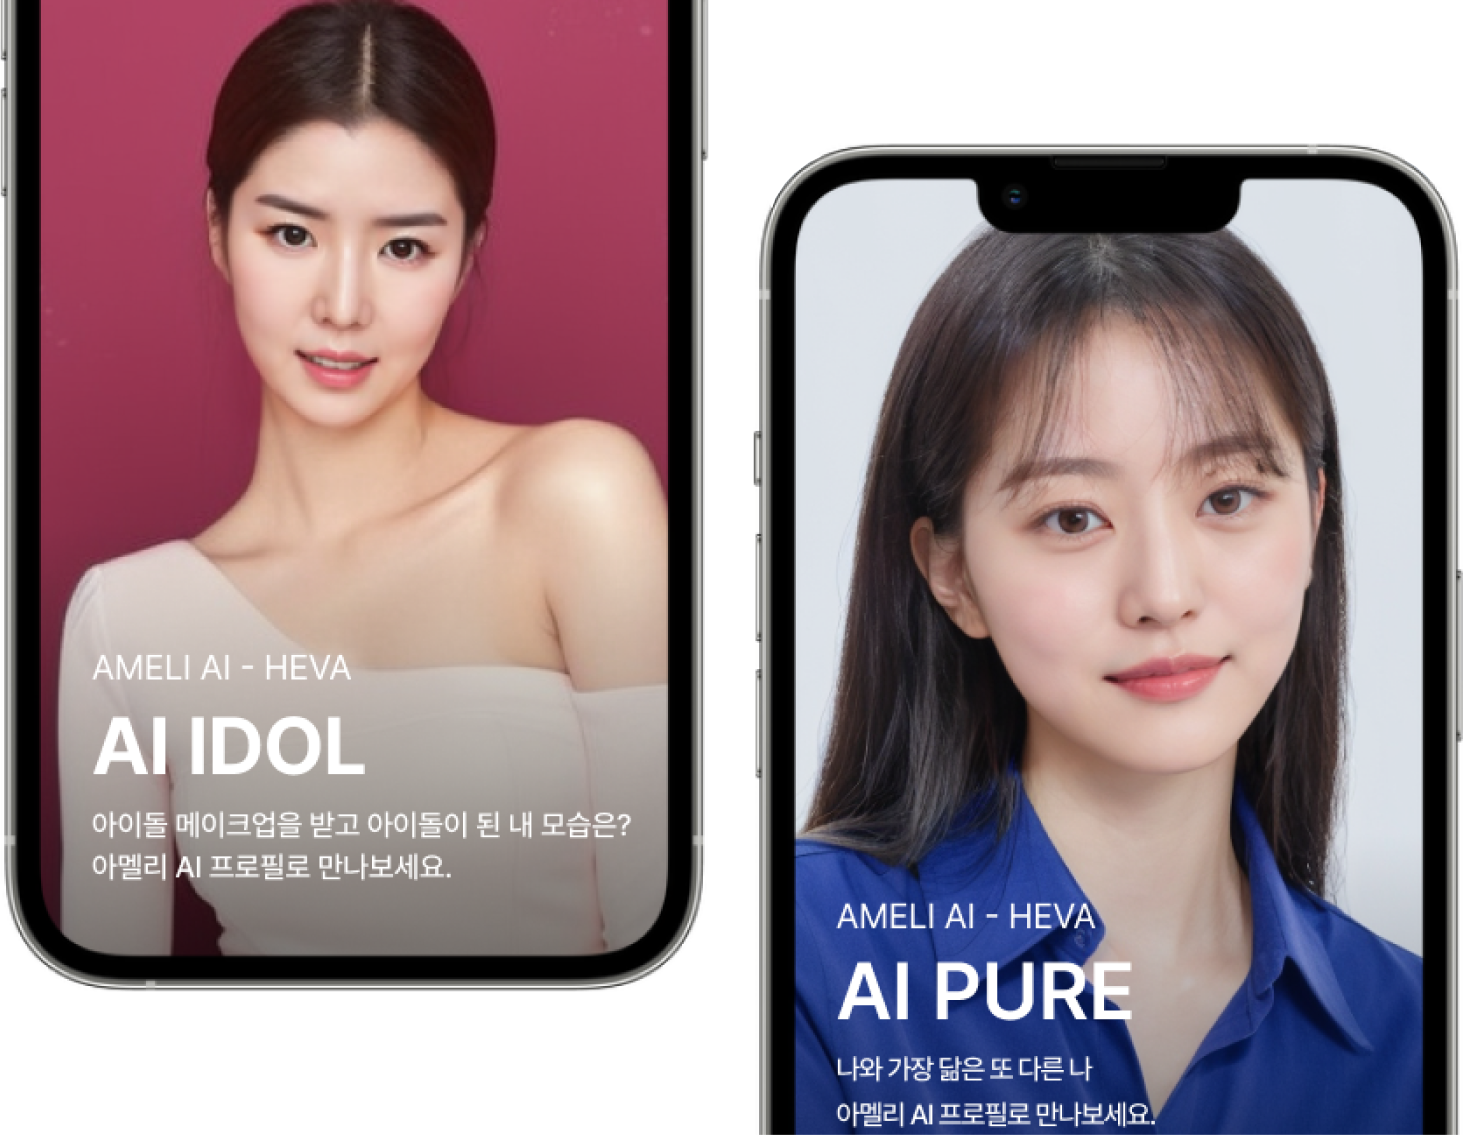 AMELI AI - HEVA
AI IDOL
아이돌 메이크업을 받고 아이돌이 된 내 모습은?
아멜리 AI 프로필로 만나보세요.
AMELI AI - HEVA
AI PURE
나와 가장 닮은 또 다른 나
아멜리 AI 프로필로 만나보세요.